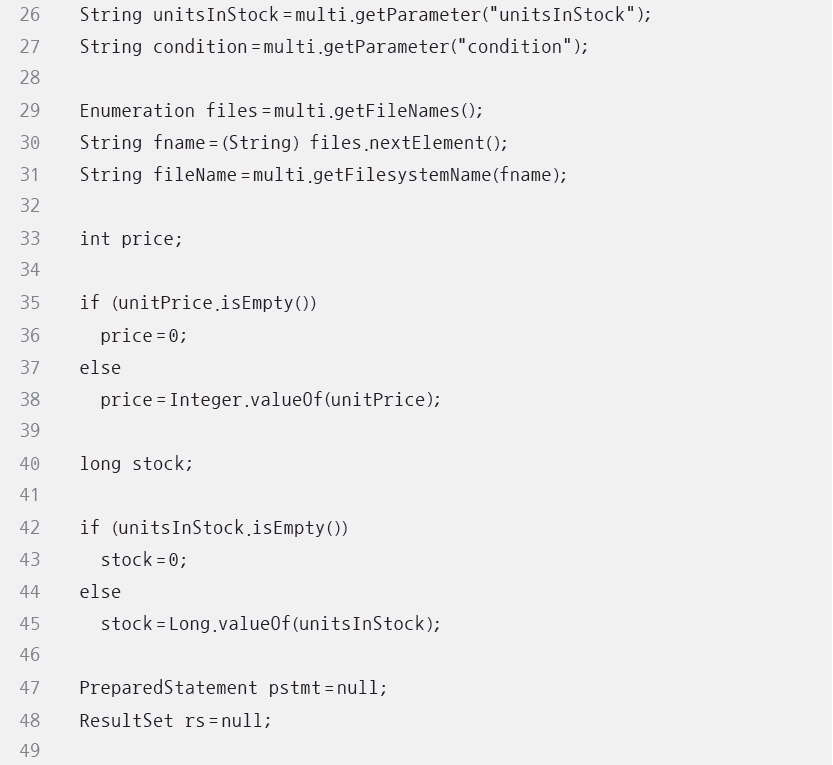 26 String unitsInStock=multi.getParameter("unitsInStock");
27 String condition=multi.getParameter("condition");
28
29 Enumeration files=multi.getFileNames();
30 String fname=(String) files.nextElement();
31 String fileName=multi.getFilesystemName(fname);
32
33 int price;
34
35 if (unitPrice.isEmpty())
36 price=0;
37 else
38 price=Integer.valueOf(unitPrice);
39
40 long stock;
41
42 if (unitsInStock.isEmpty())
43 stock=0;
44 else
45 stock=Long.valueOf(unitsInStock);
46
47 PreparedStatement pstmt=null;
48 ResultSet rs=null;
49